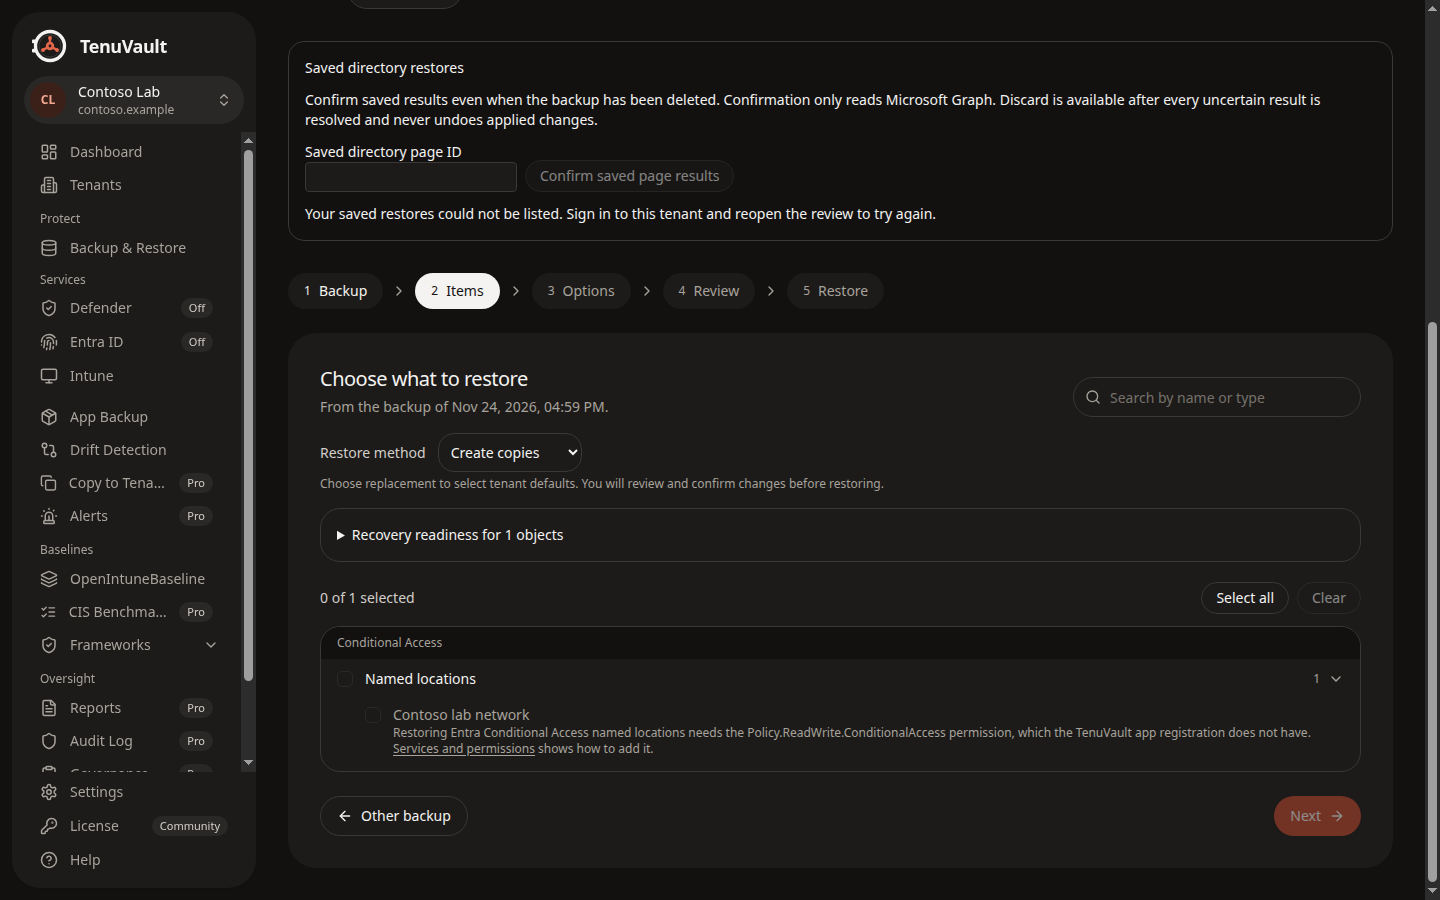 TenuVault
CL
Contoso Lab
contoso.example
Dashboard
Tenants
Protect
Backup & Restore
Services
Defender Off
Entra ID Off
Intune
App Backup
Drift Detection
Copy to Tena... Pro
Alerts Pro
Baselines
OpenIntuneBaseline
CIS Benchma... Pro
Frameworks
Oversight
Reports Pro
Audit Log Pro
Settings
License Community
Help
Saved directory restores
Confirm saved results even when the backup has been deleted. Confirmation only reads Microsoft Graph. Discard is available after every uncertain result is
resolved and never undoes applied changes.
Saved directory page ID
Confirm saved page results
Your saved restores could not be listed. Sign in to this tenant and reopen the review to try again.
1 Backup
2 Items
3 Options
4 Review
5 Restore
Choose what to restore
From the backup of Nov 24, 2026, 04:59 PM.
Search by name or type
Restore method Create copies
Choose replacement to select tenant defaults. You will review and confirm changes before restoring.
Recovery readiness for 1 objects
0 of 1 selected
Select all
Clear
Conditional Access
Named locations 1
Contoso lab network
Restoring Entra Conditional Access named locations needs the Policy.ReadWrite.ConditionalAccess permission, which the TenuVault app registration does not have.
Services and permissions shows how to add it.
Other backup
Next